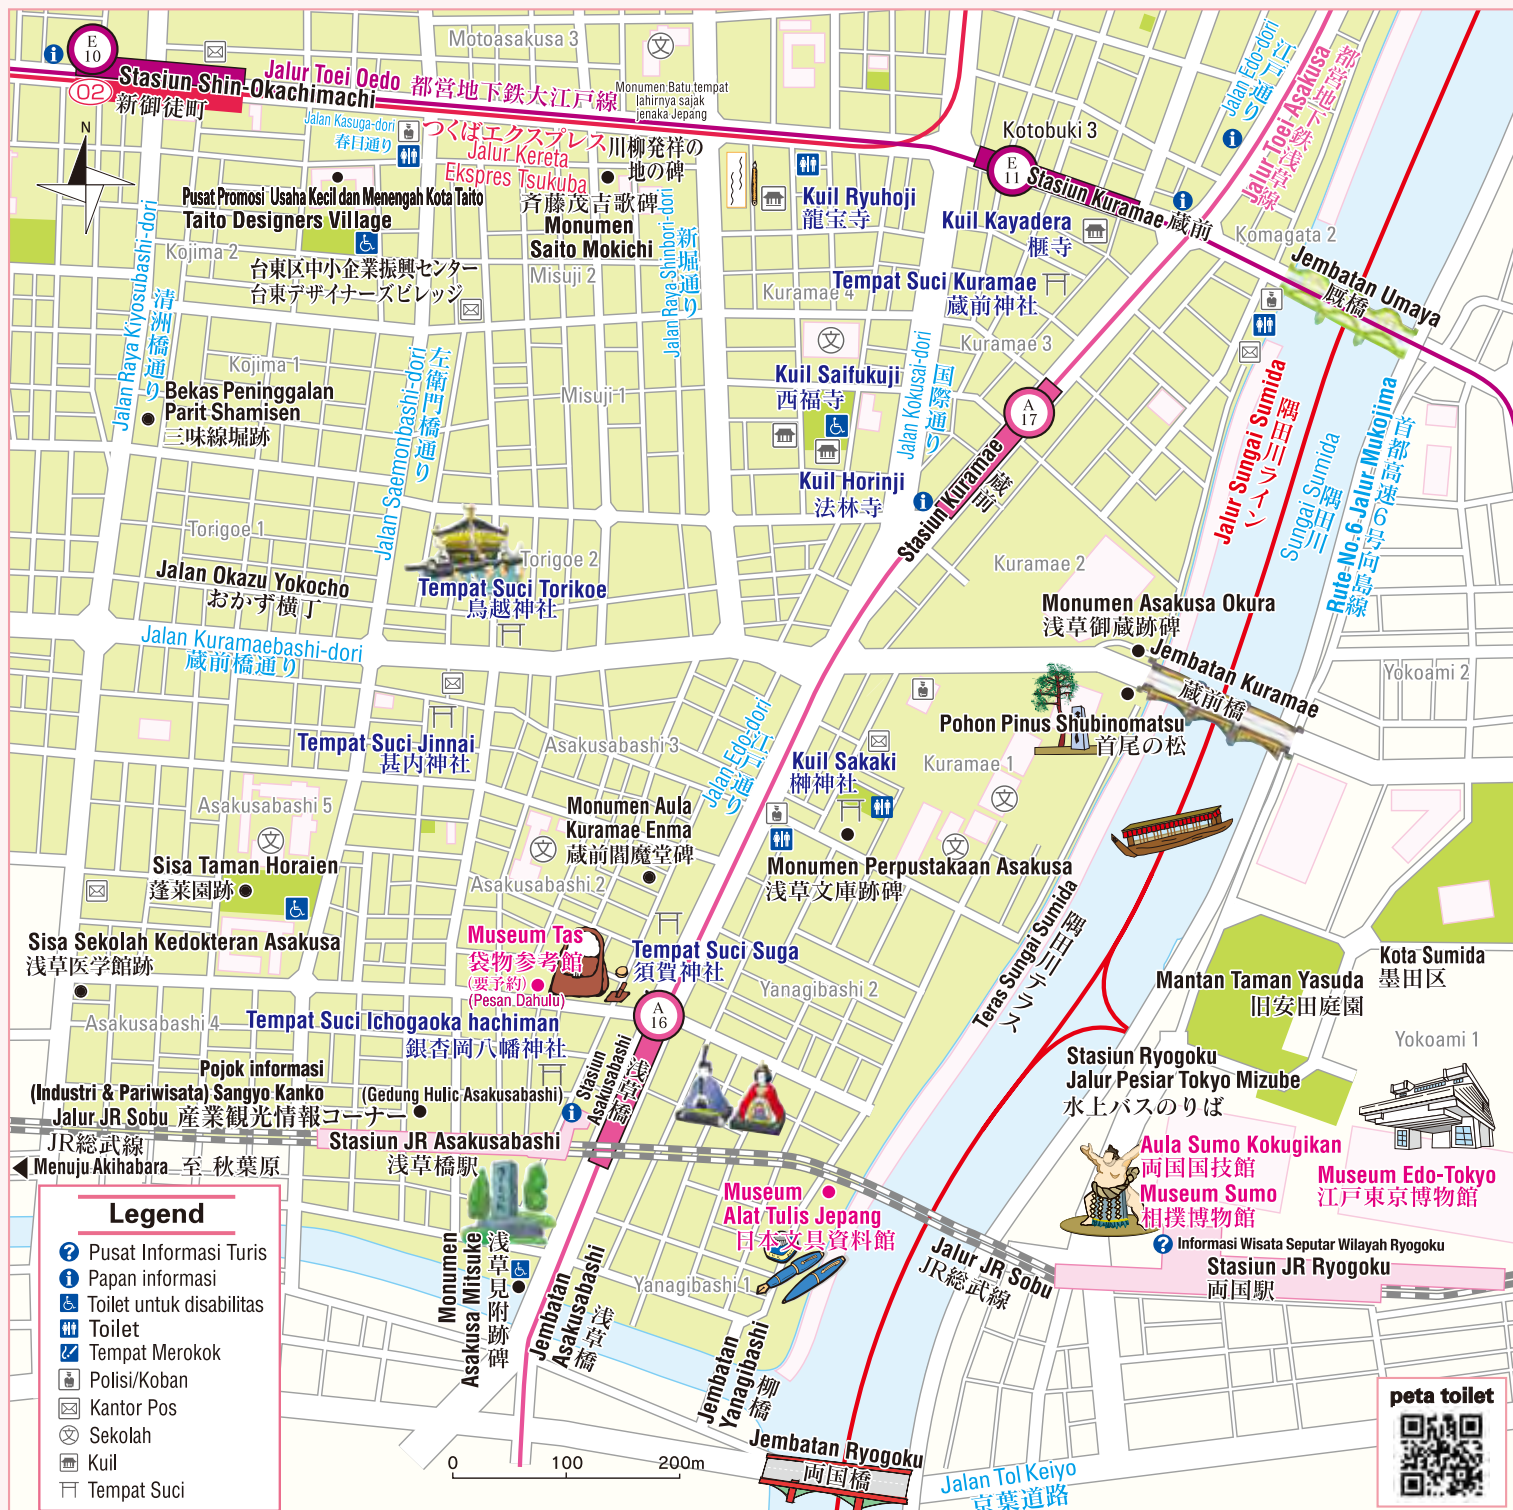 E
10
02
Stasiun Shin-Okachimachi
新御徒町
Jalur Toei Oedo 都営地下鉄大江戸線
Motoasakusa 3
Monumen Batu tempat
lahirnya sajak
jenaka Jepang
川柳発祥の
地の碑
Jalan Kasuga-dori
春日通り
つくばエクスプレス
Jalur Kereta
Ekspres Tsukuba
N
Kotobuki 3
E
11
Stasiun Kuramae 蔵前
Jalan Edo-dori
江戸通り
Jalur Toei Asakusa
都営地下鉄浅草線
Pusat Promosi Usaha Kecil dan Menengah Kota Taito
Taito Designers Village
台東区中小企業振興センター
台東デザイナーズビレッジ
斉藤茂吉歌碑
Monumen
Saito Mokichi
Kuil Ryuhoji
龍宝寺
Kuil Kayadera
榧寺
Komagata 2
Jembatan Umaya
厩橋
Kojima 2
Misuji 2
Jalan Raya Shinbori-dori
新堀通り
Kuramae 4
Tempat Suci Kuramae
蔵前神社
Kuramae 3
Jalan Raya Kiyosubashi-dori
清洲橋通り
Kojima 1
Bekas Peninggalan
Parit Shamisen
三味線堀跡
Jalan Saemonbashi-dori
左衛門橋通り
Misuji 1
Kuil Saifukuji
西福寺
Jalan Kokusai-dori
国際通り
A
17
Stasiun Kuramae
蔵前
Kuil Horinji
法林寺
Jalur Sungai Sumida
隅田川ライン
Sungai Sumida
隅田川
Rute No.6 Jalur Mukojima
首都高速6号向島線
Torigoe 1
Torigoe 2
Jalan Okazu Yokocho
おかず横丁
Tempat Suci Torikoe
鳥越神社
Kuramae 2
Monumen Asakusa Okura
浅草御蔵跡碑
Jembatan Kuramae
蔵前橋
Yokoami 2
Jalan Kuramaebashi-dori
蔵前橋通り
Pohon Pinus Shubinomatsu
首尾の松
Tempat Suci Jinnai
甚内神社
Asakusabashi 3
Jalan Edo-dori
江戸通り
Kuil Sakaki
榊神社
Kuramae 1
Asakusabashi 5
Monumen Aula
Kuramae Enma
蔵前閻魔堂碑
Sisa Taman Horaien
蓬莱園跡
Asakusabashi 2
Monumen Perpustakaan Asakusa
浅草文庫跡碑
Sisa Sekolah Kedokteran Asakusa
浅草医学館跡
Museum Tas
袋物参考館
(要予約)
(Pesan Dahulu)
Tempat Suci Suga
須賀神社
Yanagibashi 2
Teras Sungai Sumida
隅田川テラス
Mantan Taman Yasuda
旧安田庭園
Kota Sumida
墨田区
Asakusabashi 4
Tempat Suci Ichogaoka hachiman
銀杏岡八幡神社
A
16
Stasiun
Asakusabashi
浅草橋
Yokoami 1
Stasiun Ryogoku
Jalur Pesiar Tokyo Mizube
水上バスのりば
Pojok informasi
(Industri & Pariwisata) Sangyo Kanko
産業観光情報コーナー
(Gedung Hulic Asakusabashi)
Jalur JR Sobu
JR総武線
Menuju Akihabara 至 秋葉原
Stasiun JR Asakusabashi
浅草橋駅
Aula Sumo Kokugikan
両国国技館
Museum Sumo
相撲博物館
Museum Edo-Tokyo
江戸東京博物館
Museum
Alat Tulis Jepang
日本文具資料館
Informasi Wisata Seputar Wilayah Ryogoku
Stasiun JR Ryogoku
両国駅
Jalur JR Sobu
JR総武線
Monumen
Asakusa Mitsuke
浅草見附跡碑
Jembatan
Asakusabashi
浅草橋
Yanagibashi 1
Jembatan
Yanagibashi
柳橋
Jembatan Ryogoku
両国橋
Jalan Tol Keiyo
京葉道路
Legend
Pusat Informasi Turis
Papan informasi
Toilet untuk disabilitas
Toilet
Tempat Merokok
Polisi/Koban
Kantor Pos
文 Sekolah
Kuil
Tempat Suci
0 100 200m
peta toilet